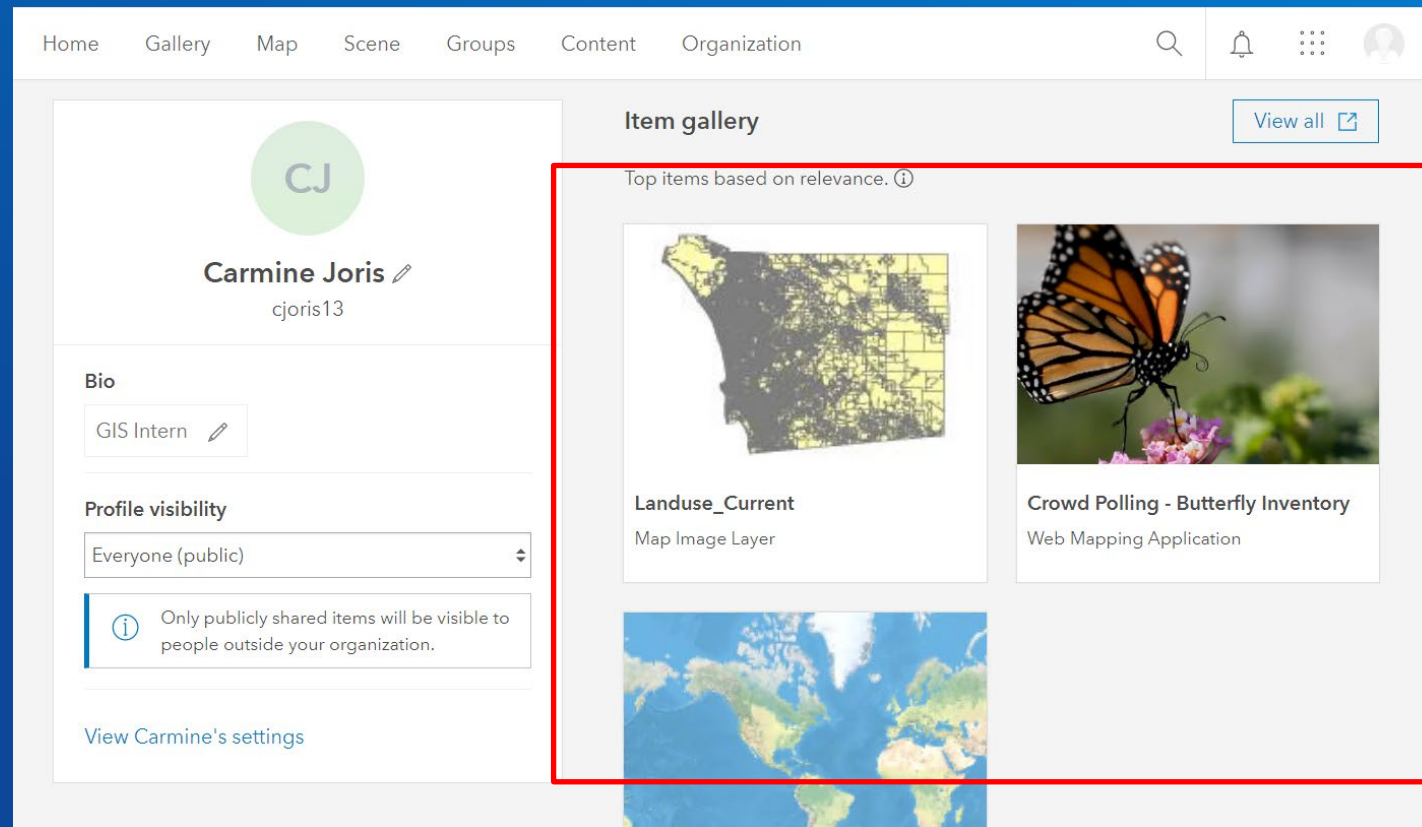 Home Gallery Map Scene Groups Content Organization
CJ
Carmine Joris
cjoris13
Bio
GIS Intern
Profile visibility
Everyone (public)
Only publicly shared items will be visible to
people outside your organization.
View Carmine's settings
Item gallery
View all
Top items based on relevance.
Landuse_Current
Map Image Layer
Crowd Polling - Butterfly Inventory
Web Mapping Application